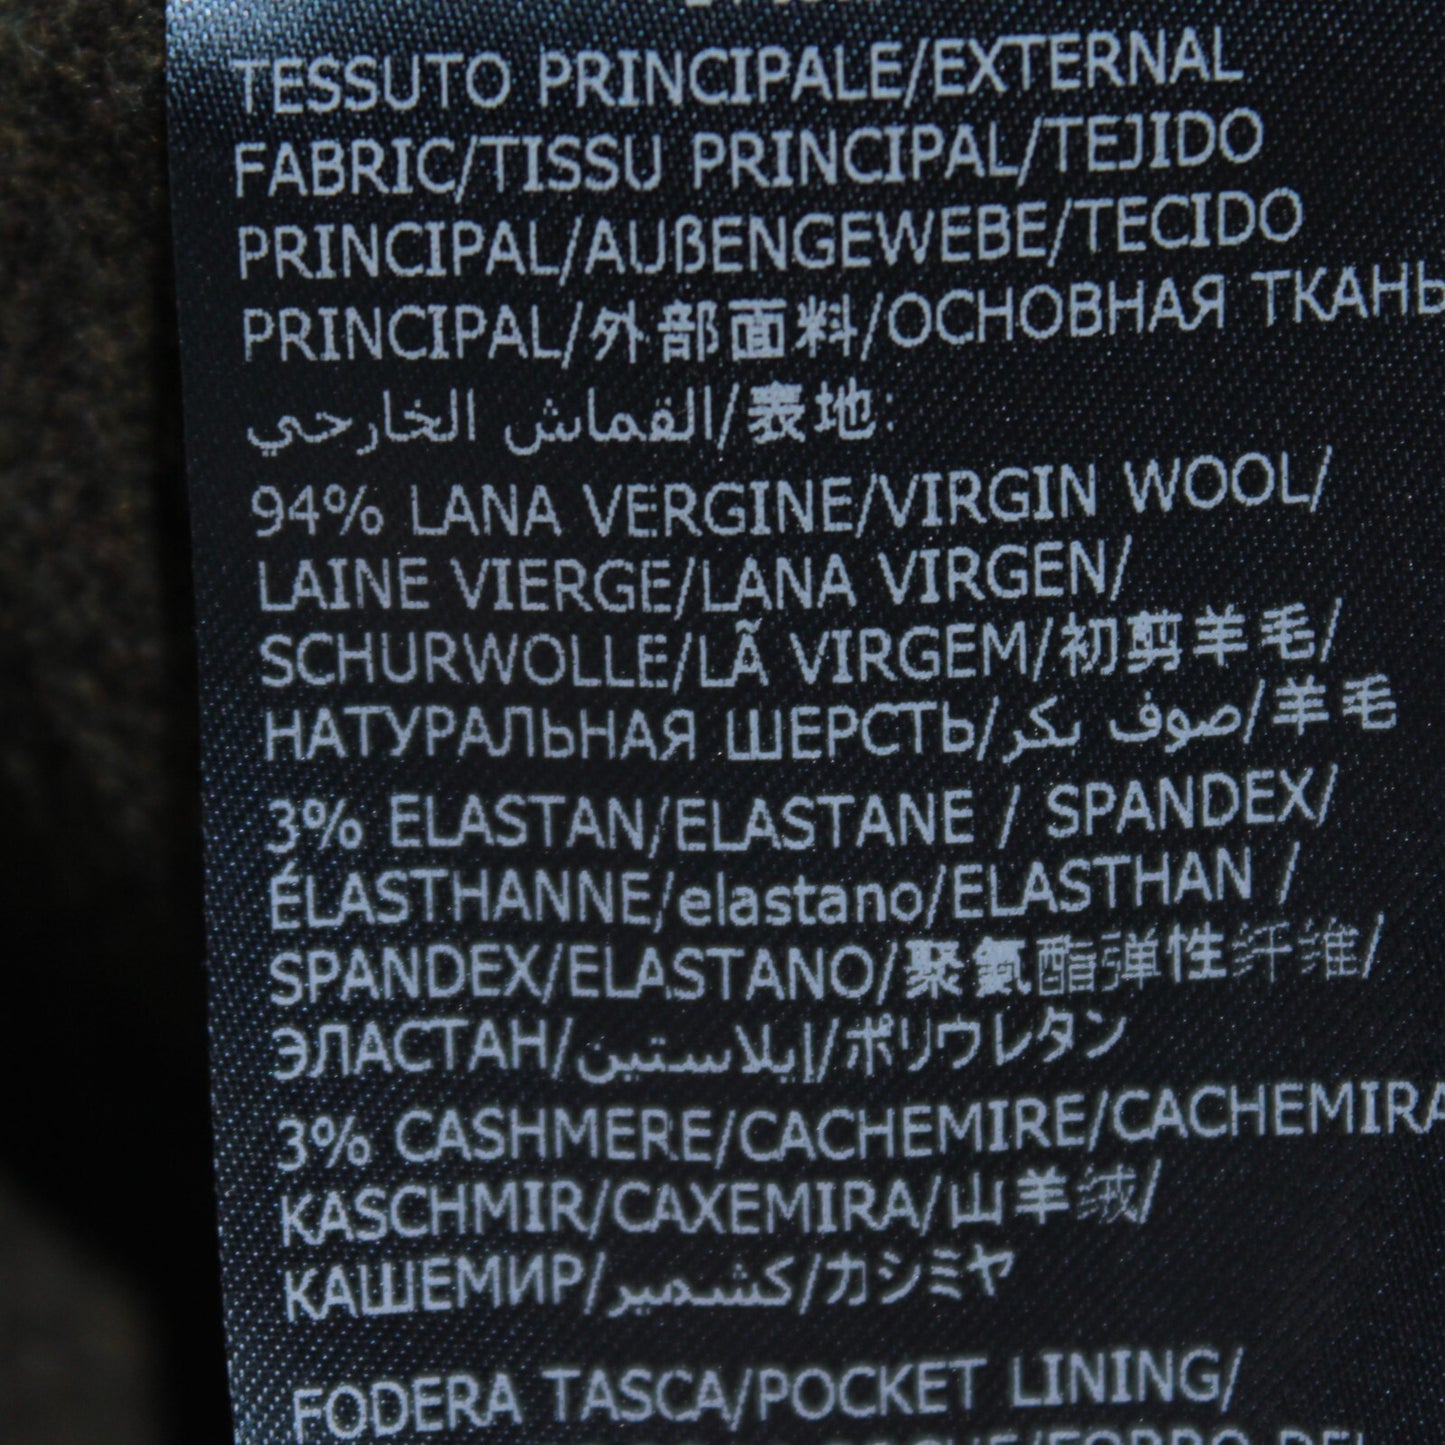 TESSUTO PRINCIPALE/EXTERNAL
FABRIC/TISSU PRINCIPAL/TEJIDO
PRINCIPAL/AUßENGEWEBE/TECIDO
PRINCIPAL/外部面料/ОСНОВНАЯ ТКАНЬ
القماش الخارجي/表地:
94% LANA VERGINE/VIRGIN WOOL/
LAINE VIERGE/LANA VIRGEN/
SCHURWOLLE/LÃ VIRGEM/初剪羊毛/
НАТУРАЛЬНАЯ ШЕРСТЬ/صوف بكر/羊毛
3% ELASTAN/ELASTANE / SPANDEX/
ÉLASTHANNE/elastano/ELASTHAN /
SPANDEX/ELASTANO/聚氨酯弹性纤维/
ЭЛАСТАН/إيلاستين/ポリウレタン
3% CASHMERE/CACHEMIRE/CACHEMIRA
KASCHMIR/CAXEMIRA/山羊绒/
КАШЕМИР/كشمير/カシミヤ
FODERA TASCA/POCKET LINING/